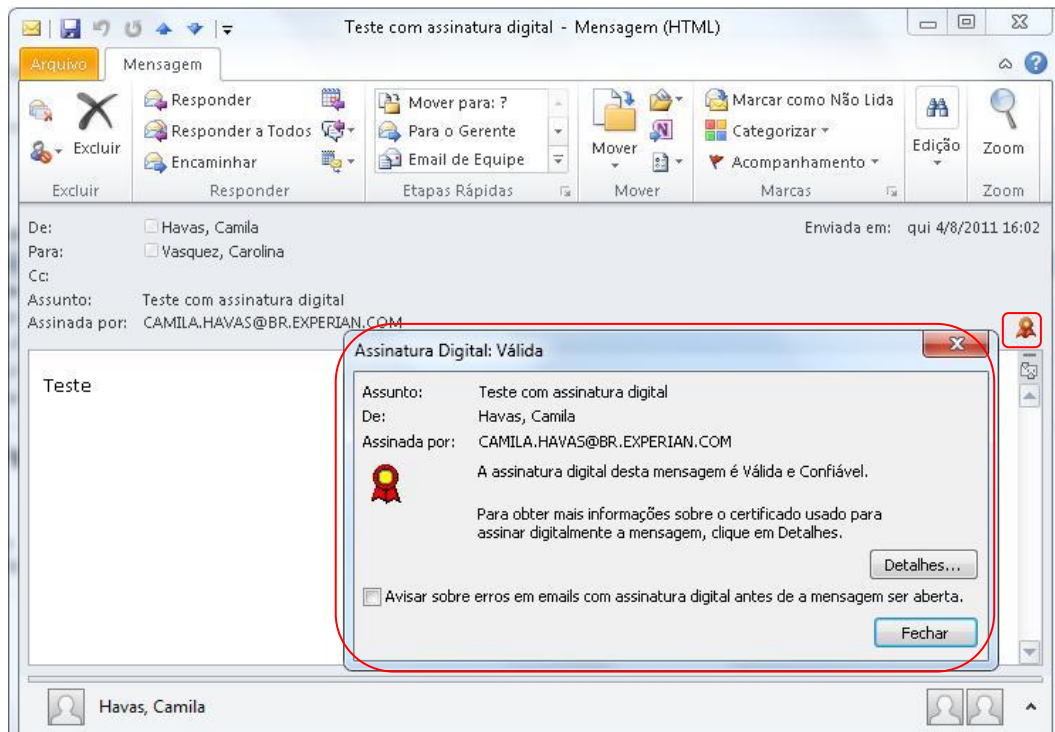 Teste com assinatura digital - Mensagem (HTML)
Arquivo Mensagem
Excluir
Responder
Responder a Todos
Encaminhar
Mover para: ?
Para o Gerente
Email de Equipe
Mover
Marcar como Não Lida
Categorizar
Acompanhamento
Edição
Zoom
Excluir Responder Etapas Rápidas Mover Marcas Zoom
De: Havas, Camila Enviada em: qui 4/8/2011 16:02
Para: Vasquez, Carolina
Cc:
Assunto: Teste com assinatura digital
Assinada por: CAMILA.HAVAS@BR.EXPERIAN.COM
Teste
Assinatura Digital: Válida
Assunto: Teste com assinatura digital
De: Havas, Camila
Assinada por: CAMILA.HAVAS@BR.EXPERIAN.COM
A assinatura digital desta mensagem é Válida e Confiável.
Para obter mais informações sobre o certificado usado para
assinar digitalmente a mensagem, clique em Detalhes.
Detalhes...
Avisar sobre erros em emails com assinatura digital antes de a mensagem ser aberta.
Fechar
Havas, Camila